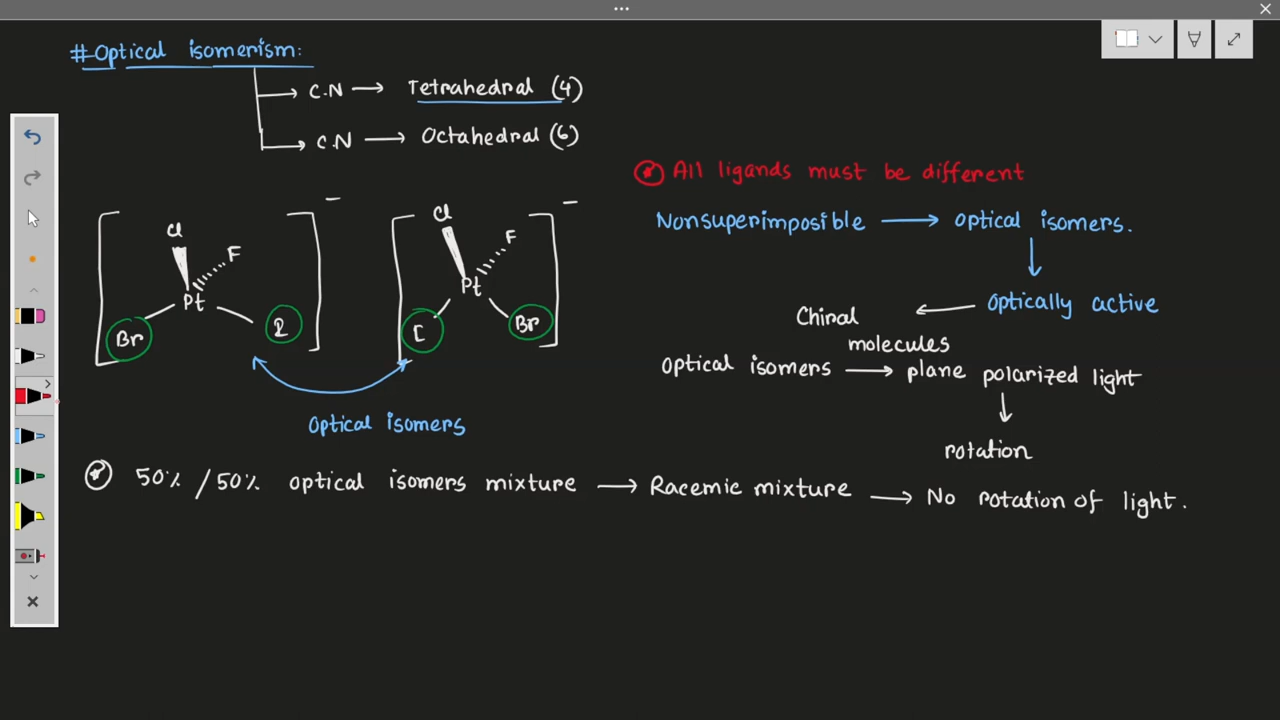 #Optical isomerism:
C.N → Tetrahedral (4)
C.N → Octahedral (6)
All ligands must be different
Nonsuperimposible → optical isomers.
Optically active
Chiral
molecules
Optical isomers → plane polarized light
rotation
Cl
F
Pt
Br
I
−
Cl
F
Pt
I
Br
−
Optical isomers
50% / 50% optical isomers mixture → Racemic mixture → No rotation of light.